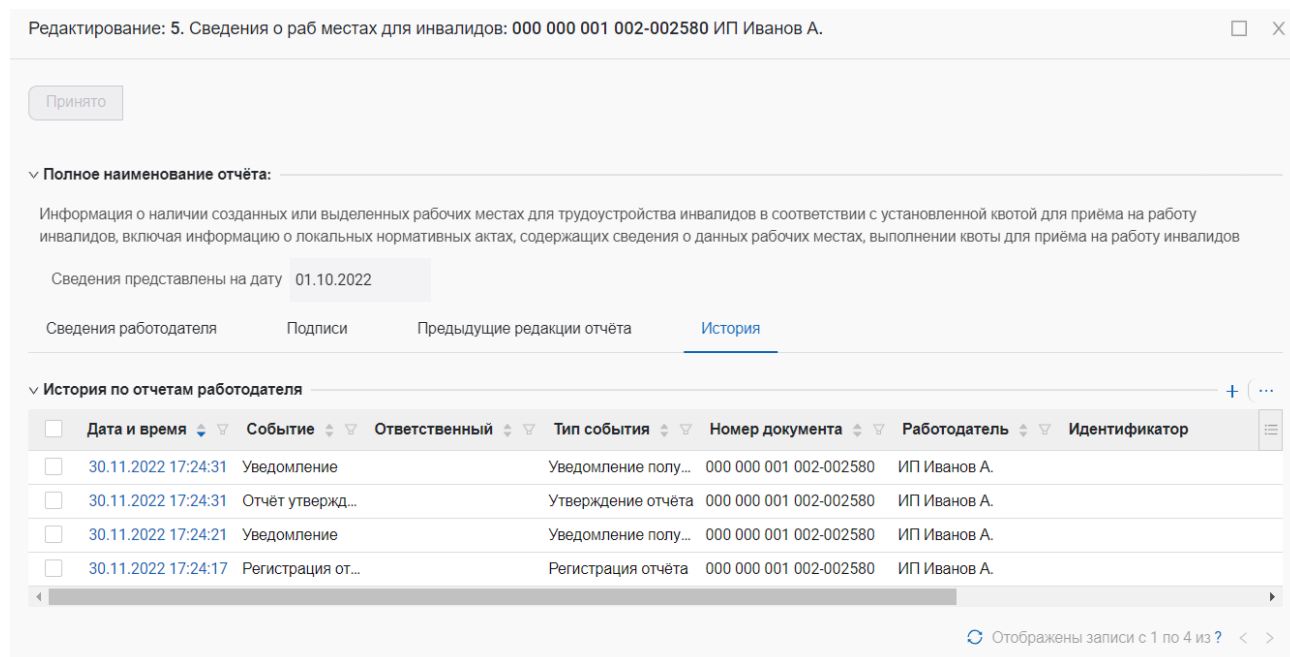 Редактирование: 5. Сведения о раб местах для инвалидов: 000 000 001 002-002580 ИП Иванов А.
Принято
Полное наименование отчёта:
Информация о наличии созданных или выделенных рабочих местах для трудоустройства инвалидов в соответствии с установленной квотой для приёма на работу
инвалидов, включая информацию о локальных нормативных актах, содержащих сведения о данных рабочих местах, выполнении квоты для приёма на работу инвалидов
Сведения представлены на дату 01.10.2022
Сведения работодателя Подписи Предыдущие редакции отчёта История
История по отчетам работодателя
Дата и время Событие Ответственный Тип события Номер документа Работодатель Идентификатор
30.11.2022 17:24:31 Уведомление Уведомление полу... 000 000 001 002-002580 ИП Иванов А.
30.11.2022 17:24:31 Отчёт утвержд... Утверждение отчёта 000 000 001 002-002580 ИП Иванов А.
30.11.2022 17:24:21 Уведомление Уведомление полу... 000 000 001 002-002580 ИП Иванов А.
30.11.2022 17:24:17 Регистрация от... Регистрация отчёта 000 000 001 002-002580 ИП Иванов А.
Отображены записи с 1 по 4 из ?